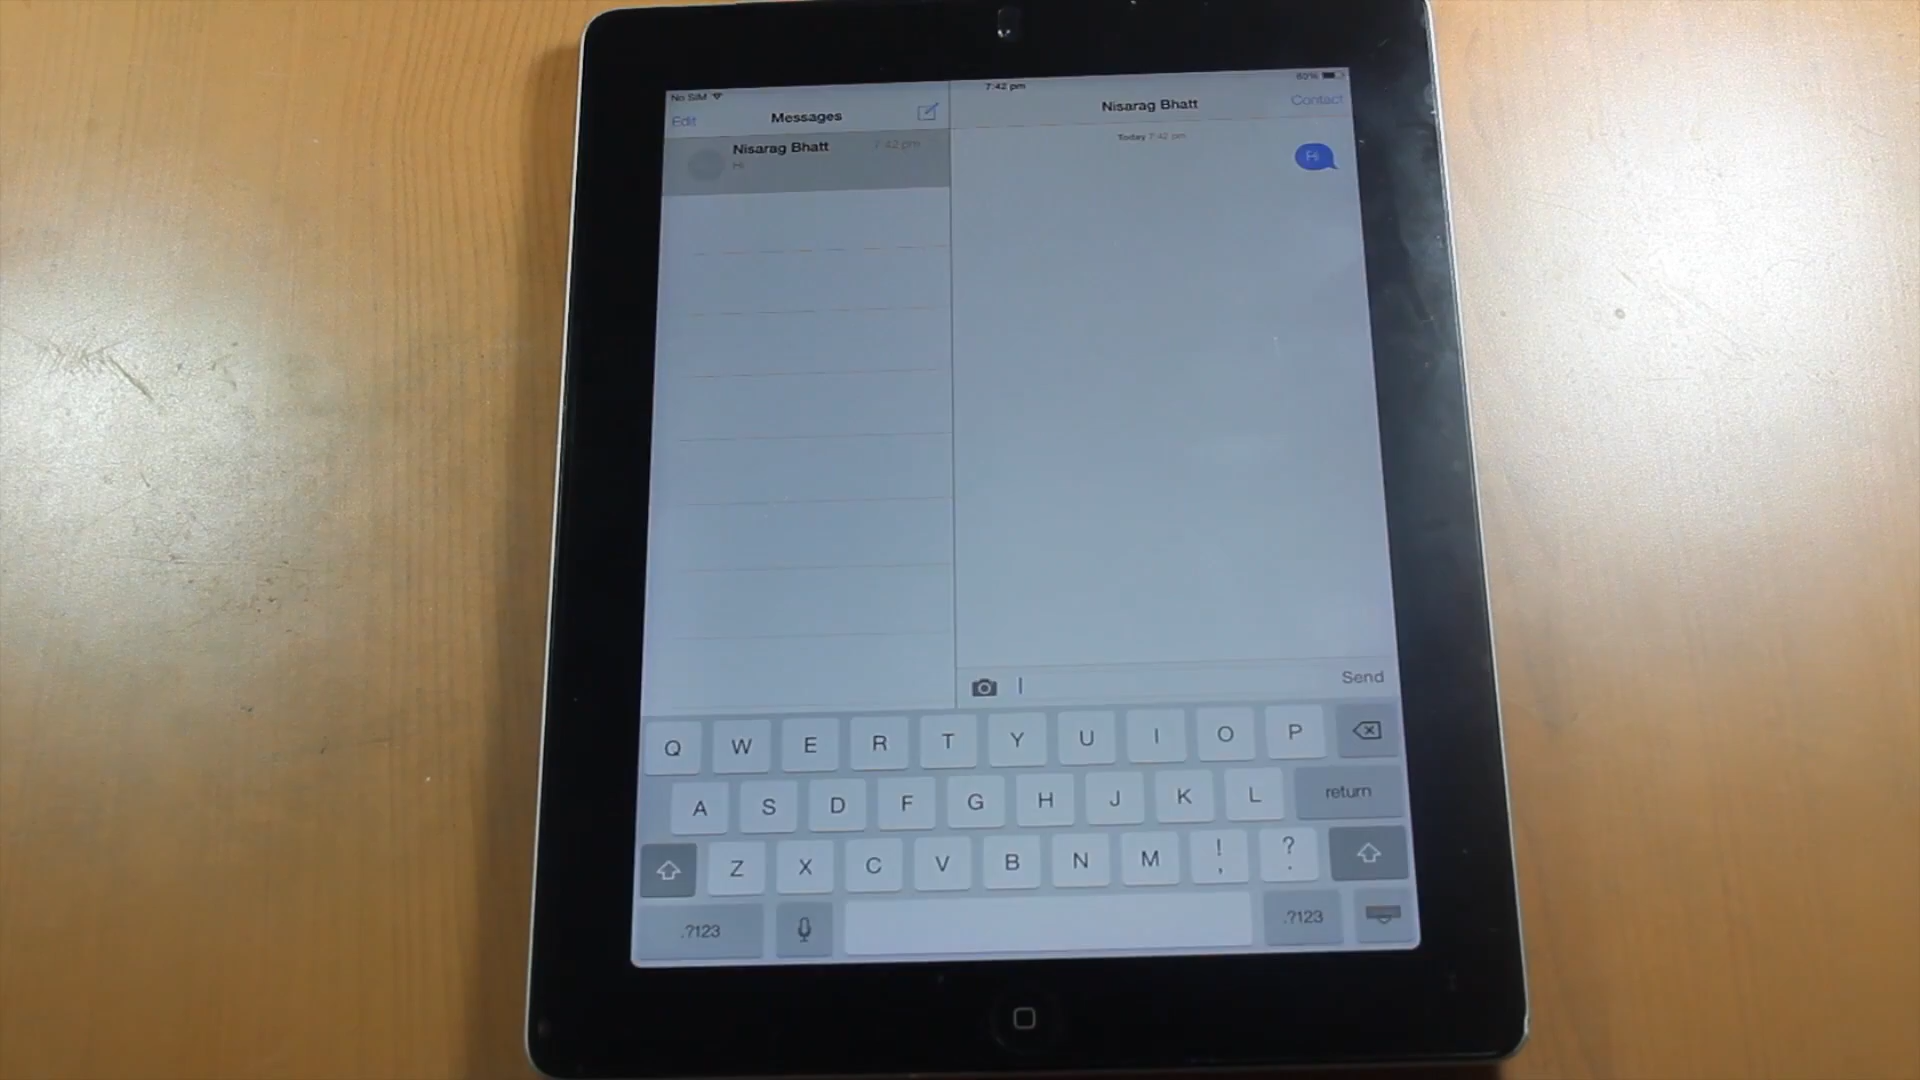 No SIM
7:42 pm
60%
Edit
Messages
Nisarag Bhatt
Contact
Nisarag Bhatt
7:42 pm
Hi
Today 7:42 pm
Hi
Send
Q W E R T Y U I O P
A S D F G H J K L return
Z X C V B N M ! , ? .
.?123
.?123